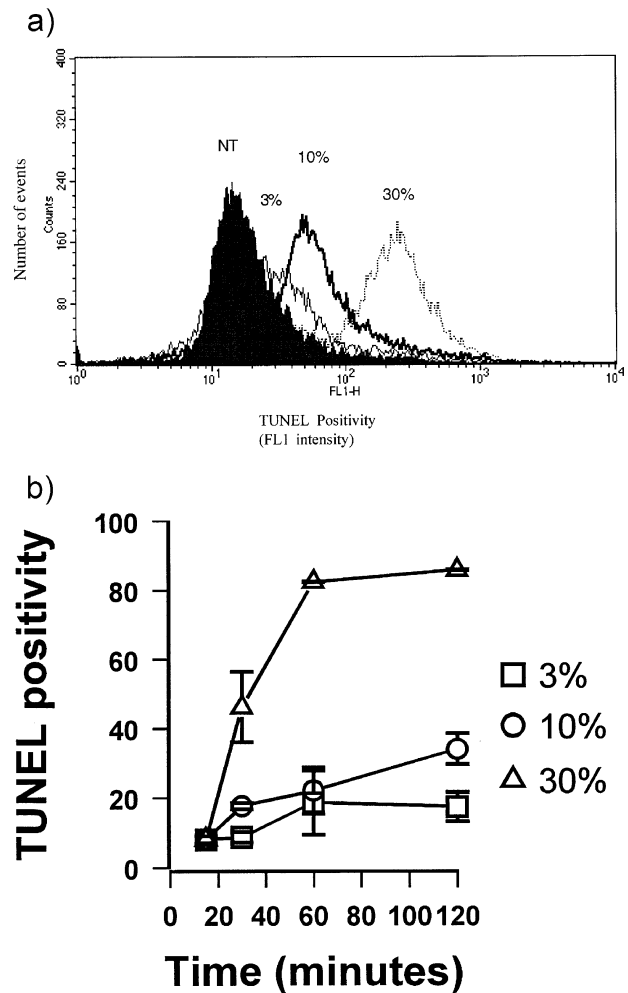 a)
400
320
240
160
80
0
Number of events
Counts
NT
3%
10%
30%
10^0
10^1
10^2
10^3
10^4
FL1-H
TUNEL Positivity
(FL1 intensity)
b)
100
80
60
40
20
0
TUNEL positivity
3%
10%
30%
0 20 40 60 80 100 120
Time (minutes)